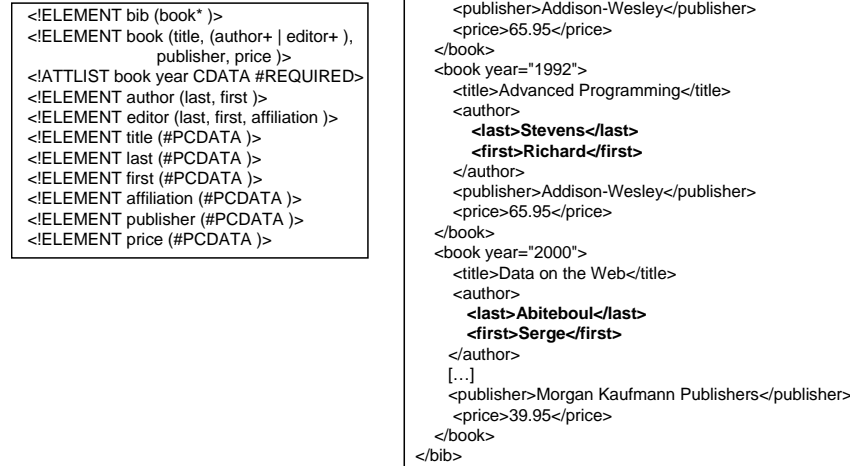 <!ELEMENT bib (book* )>
<!ELEMENT book (title, (author+ | editor+ ),
publisher, price )>
<!ATTLIST book year CDATA #REQUIRED>
<!ELEMENT author (last, first )>
<!ELEMENT editor (last, first, affiliation )>
<!ELEMENT title (#PCDATA )>
<!ELEMENT last (#PCDATA )>
<!ELEMENT first (#PCDATA )>
<!ELEMENT affiliation (#PCDATA )>
<!ELEMENT publisher (#PCDATA )>
<!ELEMENT price (#PCDATA )>
<publisher>Addison-Wesley</publisher>
<price>65.95</price>
</book>
<book year="1992">
<title>Advanced Programming</title>
<author>
<last>Stevens</last>
<first>Richard</first>
</author>
<publisher>Addison-Wesley</publisher>
<price>65.95</price>
</book>
<book year="2000">
<title>Data on the Web</title>
<author>
<last>Abiteboul</last>
<first>Serge</first>
</author>
[…]
<publisher>Morgan Kaufmann Publishers</publisher>
<price>39.95</price>
</book>
</bib>